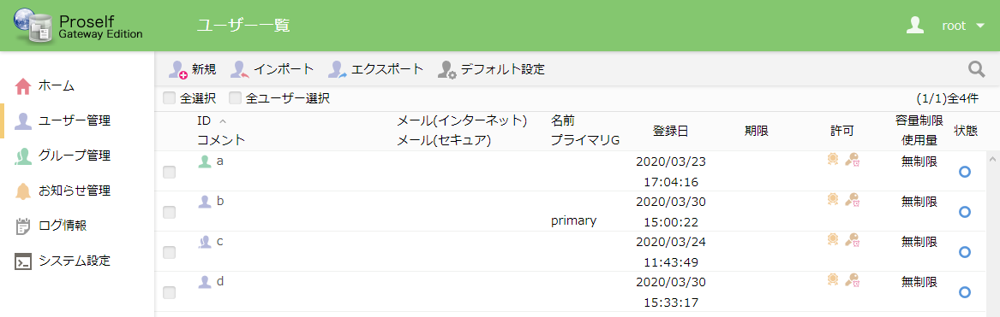 Proself
Gateway Edition
ユーザー一覧
root
ホーム
ユーザー管理
グループ管理
お知らせ管理
ログ情報
システム設定
新規 インポート エクスポート デフォルト設定
全選択 全ユーザー選択 (1/1)全4件
ID メール(インターネット) 名前 登録日 期限 許可 容量制限 状態
コメント メール(セキュア) プライマリG 使用量
a 2020/03/23 無制限
17:04:16
b 2020/03/30 無制限
primary 15:00:22
c 2020/03/24 無制限
11:43:49
d 2020/03/30 無制限
15:33:17